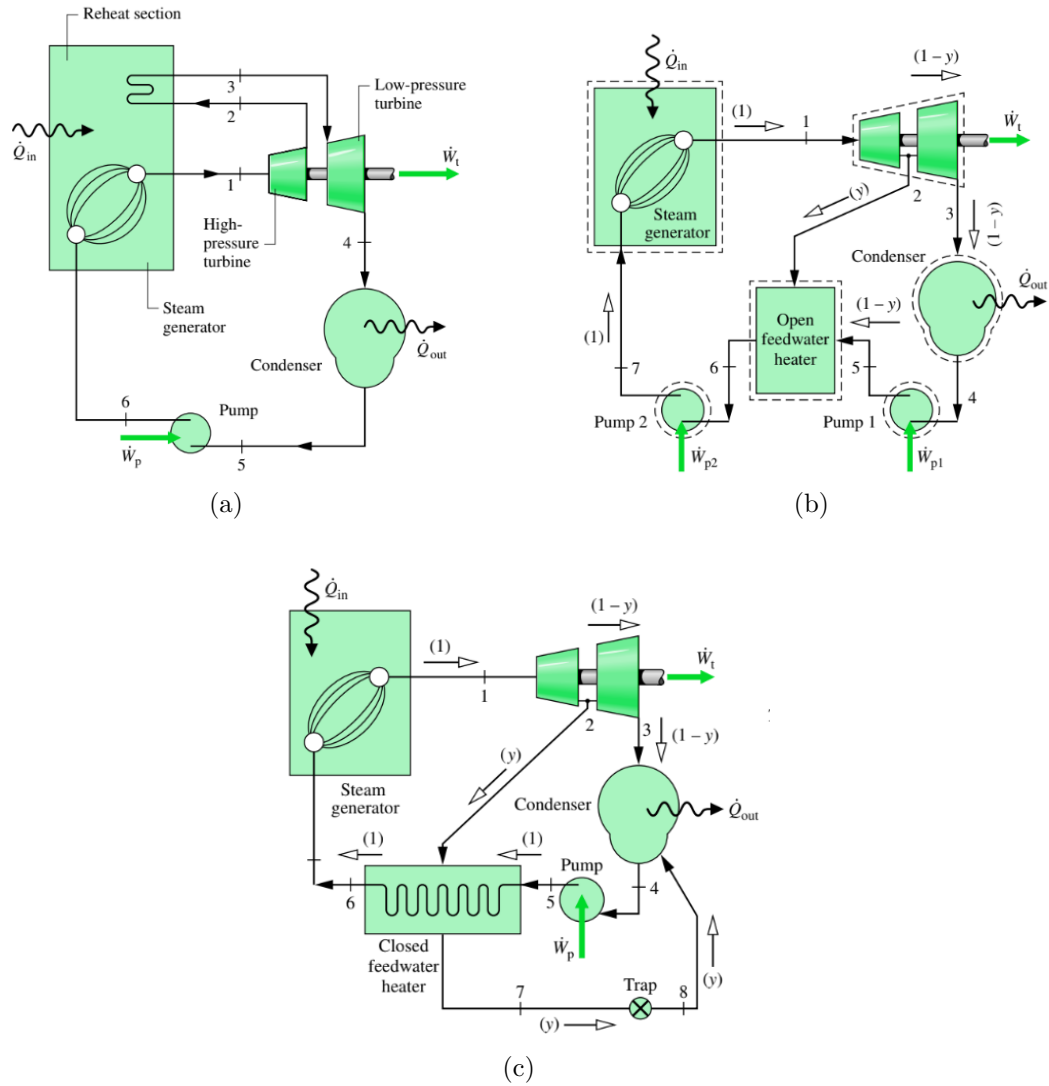 Reheat section
3
2
Low-pressure
turbine
Q̇in
Ẇt
1
High-
pressure
turbine
4
Steam
generator
Condenser
Q̇out
6
Pump
Ẇp
5
(a)
Q̇in
(1 – y)
(1)
1
Ẇt
2
(y)
Steam
generator
3
(1 – y)
Condenser
Q̇out
(1)
Open
feedwater
heater
(1 – y)
7
6
5
4
Pump 2
Pump 1
Ẇp2
Ẇp1
(b)
Q̇in
(1 – y)
(1)
1
Ẇt
2
3
(1 – y)
(y)
Steam
generator
Condenser
Q̇out
(1)
(1)
Pump
6
5
4
Ẇp
Closed
feedwater
heater
(y)
7
Trap
8
(y)
(c)